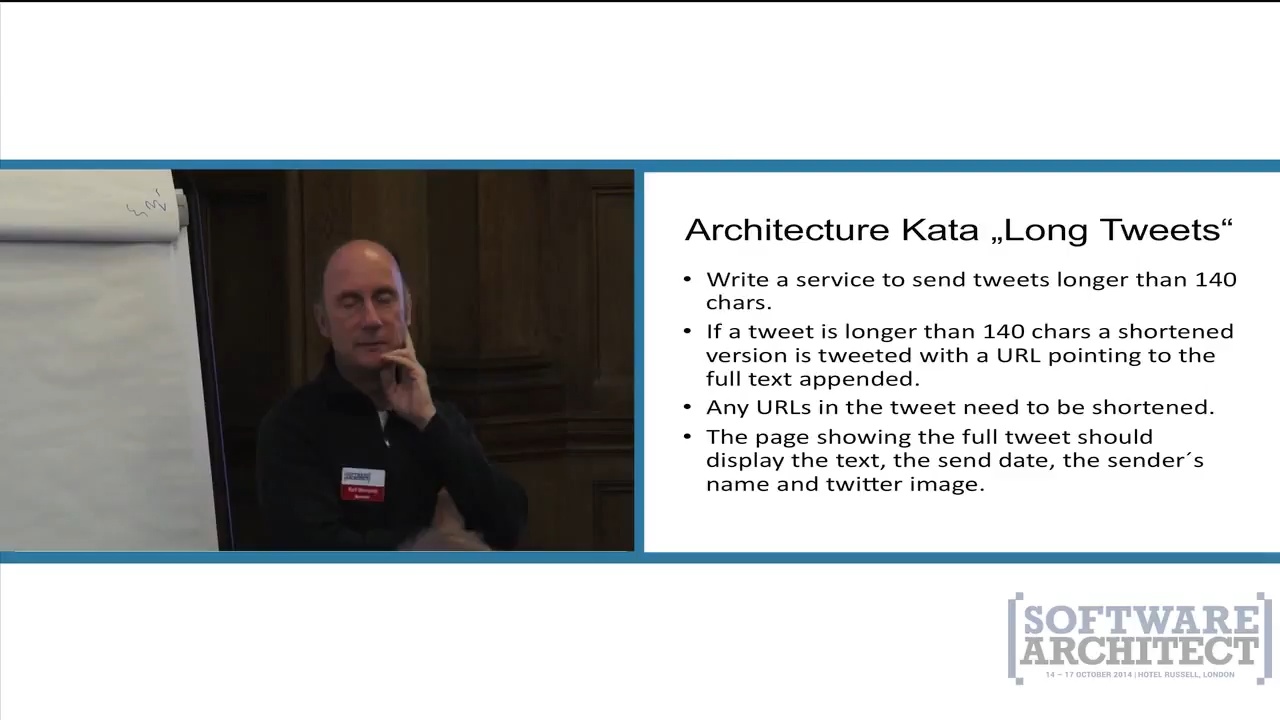 Architecture Kata „Long Tweets“
• Write a service to send tweets longer than 140
chars.
• If a tweet is longer than 140 chars a shortened
version is tweeted with a URL pointing to the
full text appended.
• Any URLs in the tweet need to be shortened.
• The page showing the full tweet should
display the text, the send date, the sender´s
name and twitter image.
SOFTWARE
ARCHITECT
[SOFTWARE
ARCHITECT]
14 – 17 OCTOBER 2014 | HOTEL RUSSELL, LONDON